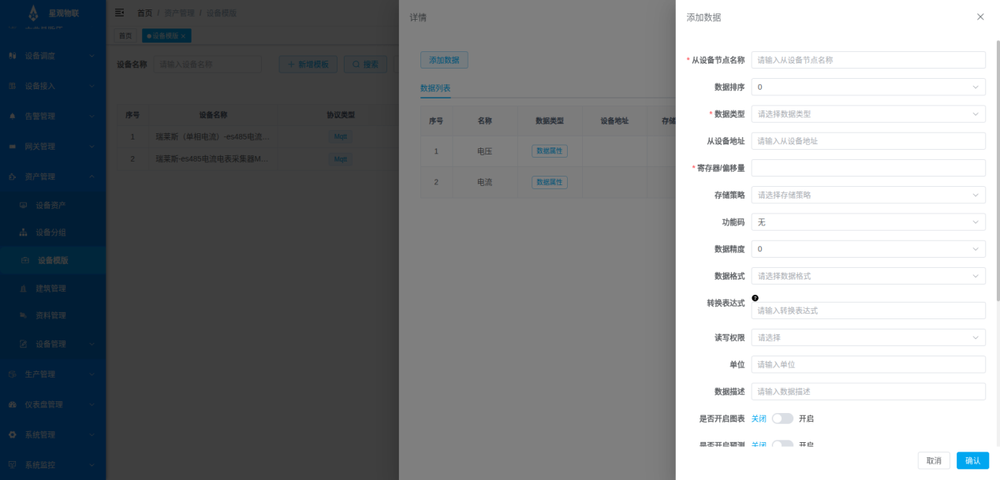 星观物联
设备调度
设备接入
告警管理
网关管理
资产管理
设备资产
设备分组
设备模版
建筑管理
资料管理
设备管理
生产管理
仪表盘管理
系统管理
系统监控
首页 / 资产管理 / 设备模版
首页
设备模版 ×
设备名称 请输入设备名称 + 新增模板 搜索
序号 设备名称 协议类型
1 瑞莱斯（单相电流）-es485电流... Mqtt
2 瑞莱斯-es485电流电表采集器M... Mqtt
详情
添加数据
数据列表
序号 名称 数据类型 设备地址 存储
1 电压 数据属性
2 电流 数据属性
添加数据
* 从设备节点名称 请输入从设备节点名称
数据排序 0
* 数据类型 请选择数据类型
从设备地址 请输入从设备地址
* 寄存器/偏移量
存储策略 请选择存储策略
功能码 无
数据精度 0
数据格式 请选择数据格式
转换表达式 ?
请输入转换表达式
读写权限 请选择
单位 请输入单位
数据描述 请输入数据描述
是否开启图表 关闭 开启
是否开启预测 关闭 开启
取消 确认